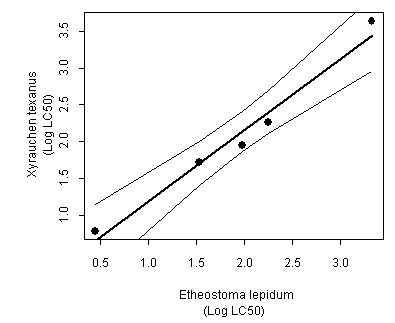 Xyrauchen texanus
(Log LC50)
3.5
3.0
2.5
2.0
1.5
1.0
0.5 1.0 1.5 2.0 2.5 3.0
Etheostoma lepidum
(Log LC50)